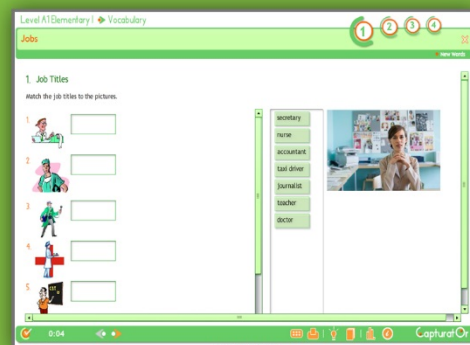 Level A1 Elementary I Vocabulary
1 2 3 4
Jobs
new words
1. Job Titles
Match the job titles to the pictures.
1.
2.
3.
4.
5.
secretary
nurse
accountant
taxi driver
journalist
teacher
doctor
0:04
CapturatOr